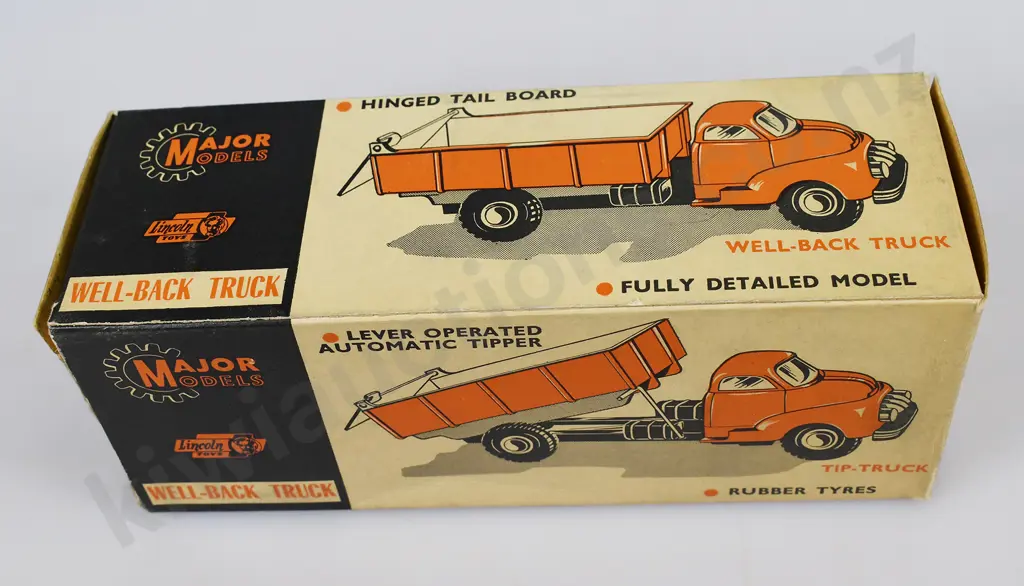 HINGED TAIL BOARD
MAJOR
MODELS
Lincoln
TOYS
WELL-BACK TRUCK
WELL-BACK TRUCK
FULLY DETAILED MODEL
LEVER OPERATED
AUTOMATIC TIPPER
MAJOR
MODELS
Lincoln
TOYS
WELL-BACK TRUCK
TIP-TRUCK
RUBBER TYRES